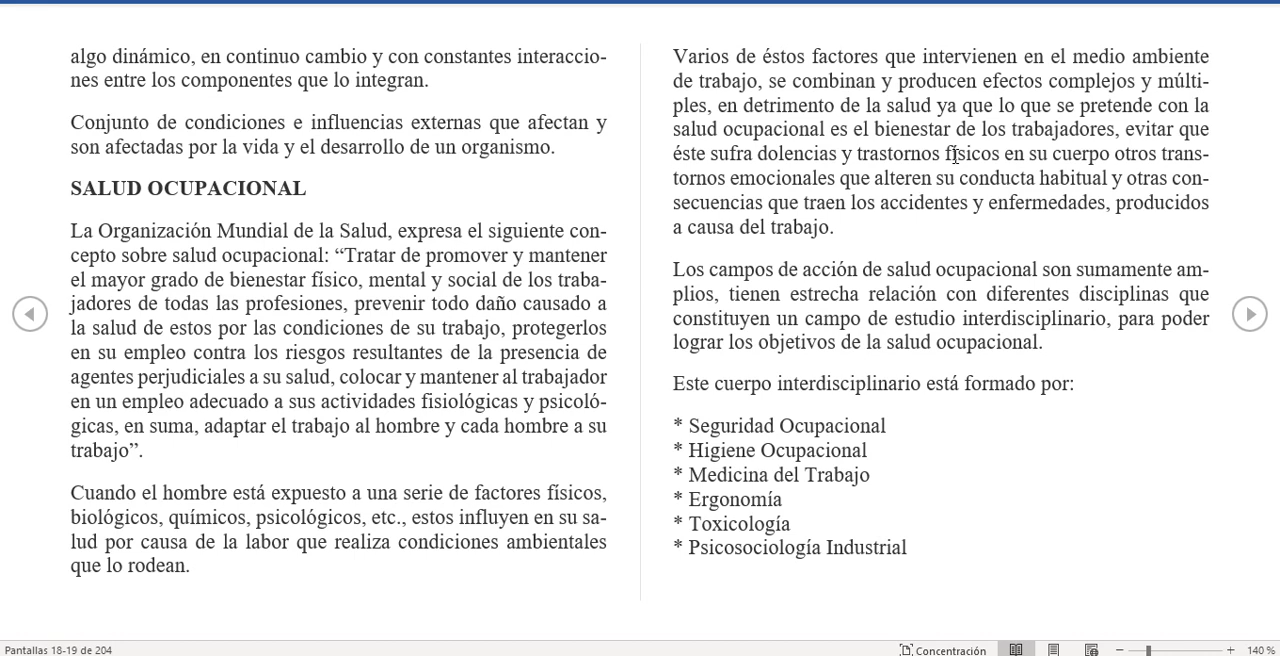 algo dinámico, en continuo cambio y con constantes interaccio-
nes entre los componentes que lo integran.
Conjunto de condiciones e influencias externas que afectan y
son afectadas por la vida y el desarrollo de un organismo.
SALUD OCUPACIONAL
La Organización Mundial de la Salud, expresa el siguiente con-
cepto sobre salud ocupacional: “Tratar de promover y mantener
el mayor grado de bienestar físico, mental y social de los traba-
jadores de todas las profesiones, prevenir todo daño causado a
la salud de estos por las condiciones de su trabajo, protegerlos
en su empleo contra los riesgos resultantes de la presencia de
agentes perjudiciales a su salud, colocar y mantener al trabajador
en un empleo adecuado a sus actividades fisiológicas y psicoló-
gicas, en suma, adaptar el trabajo al hombre y cada hombre a su
trabajo”.
Cuando el hombre está expuesto a una serie de factores físicos,
biológicos, químicos, psicológicos, etc., estos influyen en su sa-
lud por causa de la labor que realiza condiciones ambientales
que lo rodean.
Varios de éstos factores que intervienen en el medio ambiente
de trabajo, se combinan y producen efectos complejos y múlti-
ples, en detrimento de la salud ya que lo que se pretende con la
salud ocupacional es el bienestar de los trabajadores, evitar que
éste sufra dolencias y trastornos físicos en su cuerpo otros trans-
tornos emocionales que alteren su conducta habitual y otras con-
secuencias que traen los accidentes y enfermedades, producidos
a causa del trabajo.
Los campos de acción de salud ocupacional son sumamente am-
plios, tienen estrecha relación con diferentes disciplinas que
constituyen un campo de estudio interdisciplinario, para poder
lograr los objetivos de la salud ocupacional.
Este cuerpo interdisciplinario está formado por:
* Seguridad Ocupacional
* Higiene Ocupacional
* Medicina del Trabajo
* Ergonomía
* Toxicología
* Psicosociología Industrial
Pantallas 18-19 de 204
Concentración
140 %